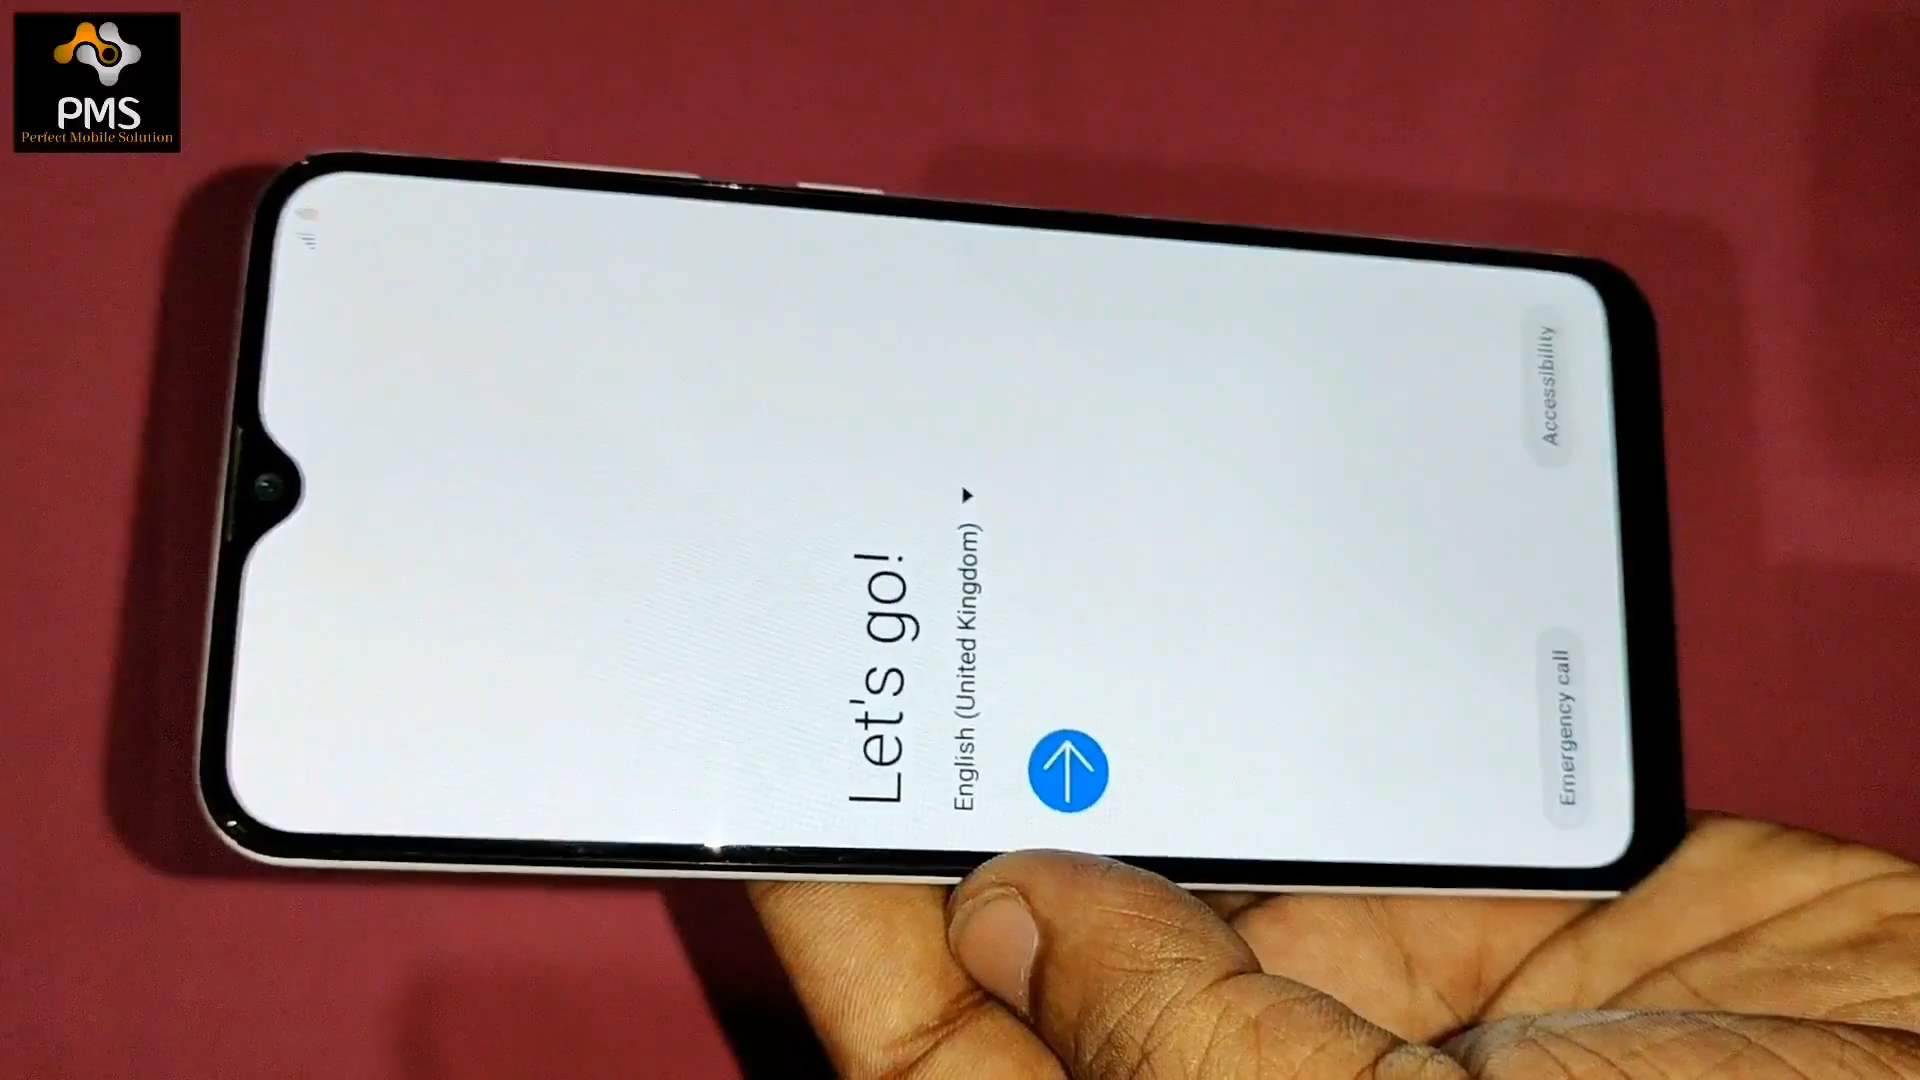 PMS
Perfect Mobile Solution
Let's go!
English (United Kingdom)
Emergency call
Accessibility